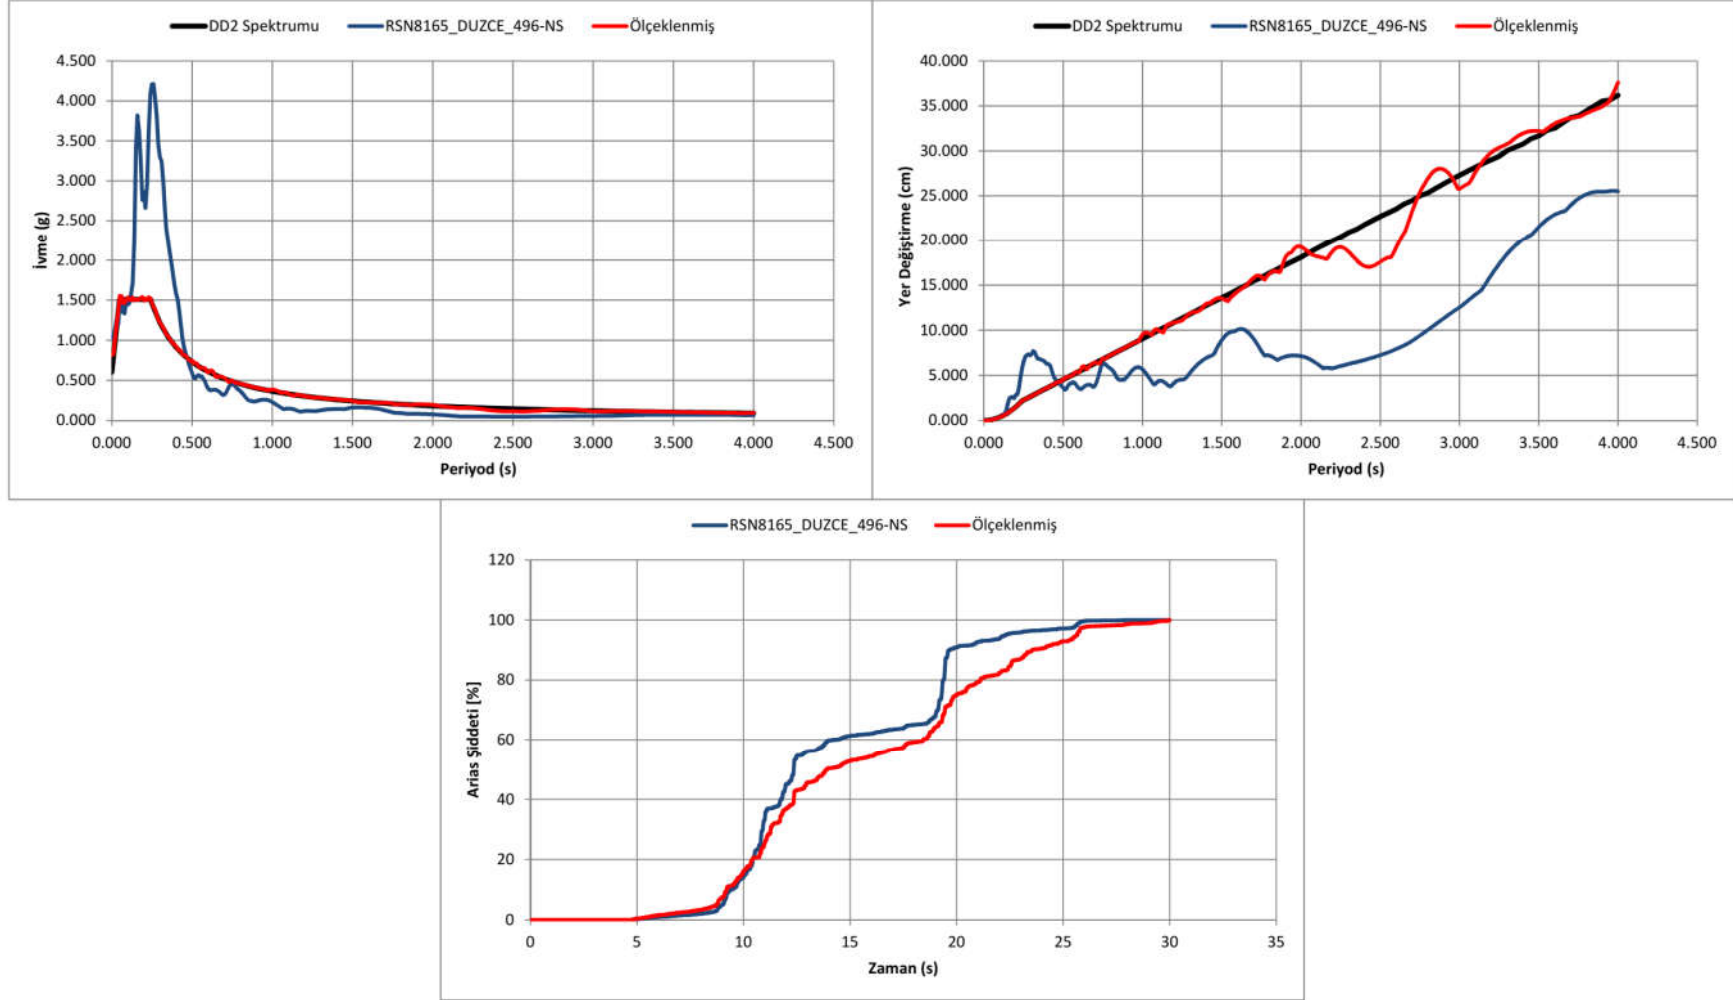 DD2 Spektrumu RSN8165_DUZCE_496-NS Ölçeklenmiş
4.500
4.000
3.500
3.000
2.500
2.000
1.500
1.000
0.500
0.000
İvme (g)
0.000 0.500 1.000 1.500 2.000 2.500 3.000 3.500 4.000 4.500
Periyod (s)
DD2 Spektrumu RSN8165_DUZCE_496-NS Ölçeklenmiş
40.000
35.000
30.000
25.000
20.000
15.000
10.000
5.000
0.000
Yer Değiştirme (cm)
0.000 0.500 1.000 1.500 2.000 2.500 3.000 3.500 4.000 4.500
Periyod (s)
RSN8165_DUZCE_496-NS Ölçeklenmiş
120
100
80
60
40
20
0
Arias Şiddeti [%]
0 5 10 15 20 25 30 35
Zaman (s)